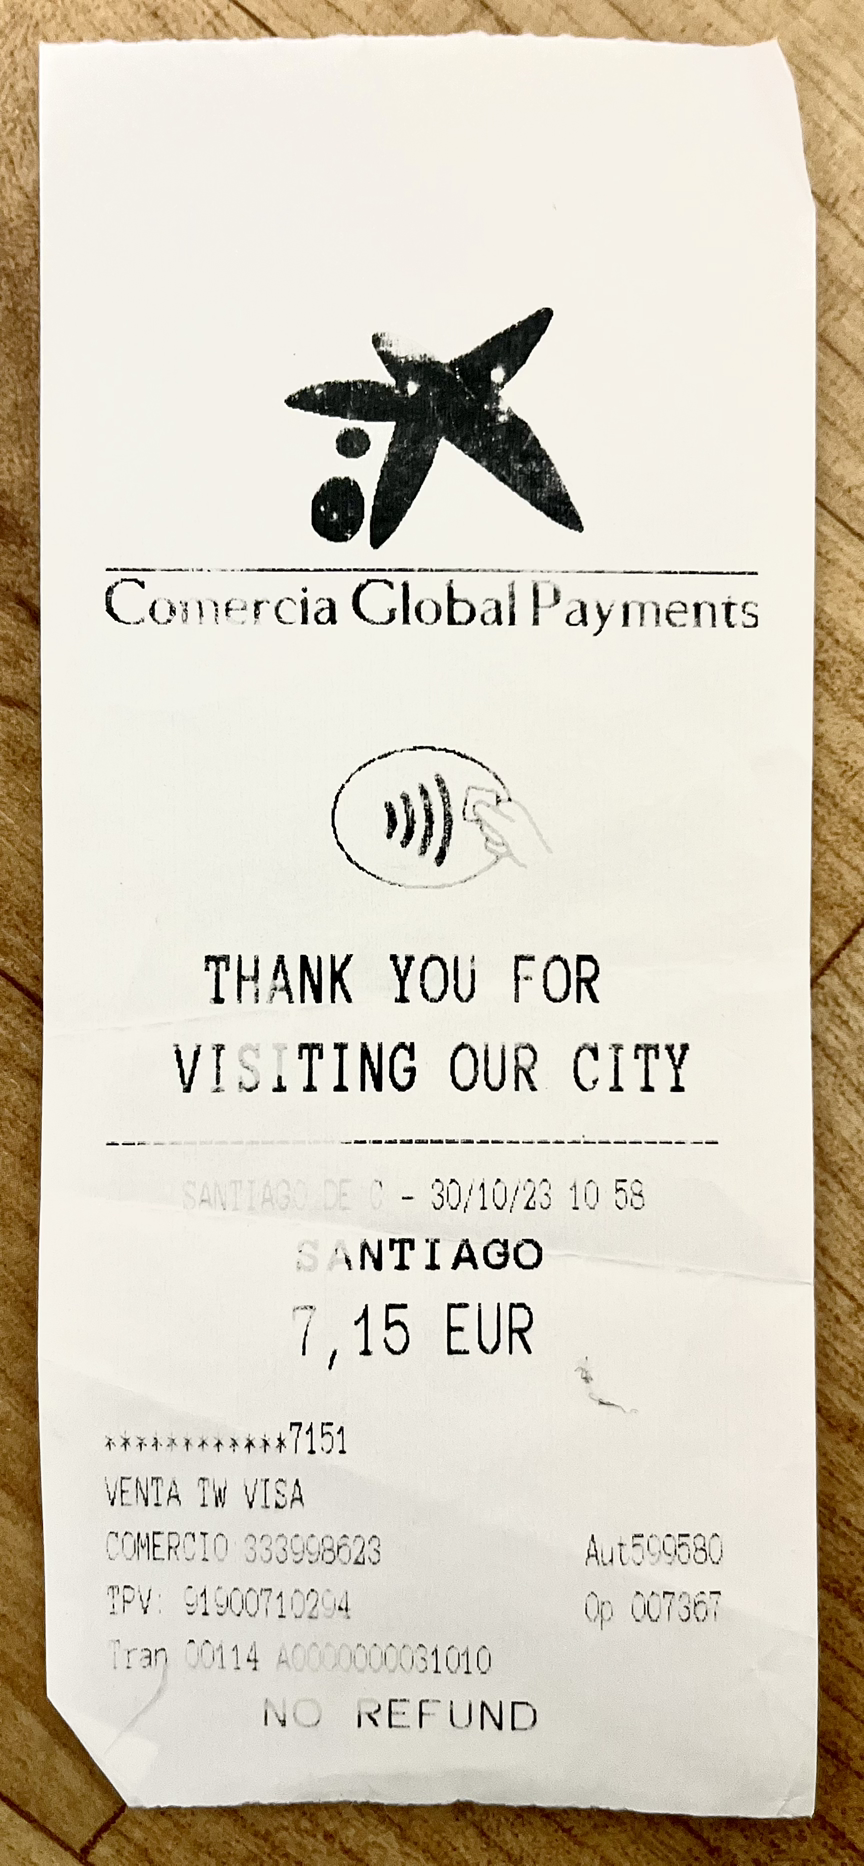 Comercia Global Payments
THANK YOU FOR
VISITING OUR CITY
SANTIAGO DE C - 30/10/23 10:58
SANTIAGO
7,15 EUR
************7151
VENTA TW VISA
COMERCIO 333998623 Aut599580
TPV: 91900710294 Op 007367
Tran 00114 A0000000031010
NO REFUND